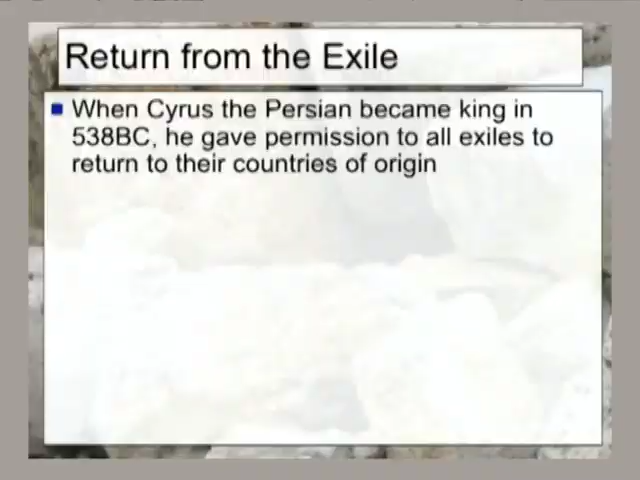 Return from the Exile
When Cyrus the Persian became king in
538BC, he gave permission to all exiles to
return to their countries of origin